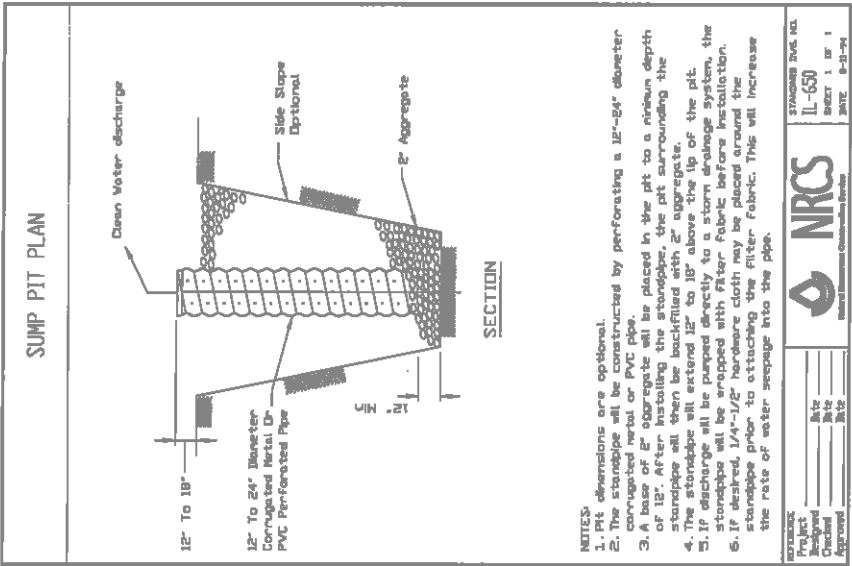 SUMP PIT PLAN
Clean Water discharge
12" To 18"
Side Slope
Optional
12" To 24" Diameter
Corrugated Metal Or
PVC Perforated Pipe
12" Min
2" Aggregate
SECTION
NOTES:
1. Pit dimensions are optional.
2. The standpipe will be constructed by perforating a 12"-24" diameter
corrugated metal or PVC pipe.
3. A base of 2" aggregate will be placed in the pit to a minimum depth
of 12". After installing the standpipe, the pit surrounding the
standpipe will then be backfilled with 2" aggregate.
4. The standpipe will extend 12" to 18" above the lip of the pit.
5. If discharge will be pumped directly to a storm drainage system, the
standpipe will be wrapped with filter fabric before installation.
6. If desired, 1/4"-1/2" hardware cloth may be placed around the
standpipe prior to attaching the filter fabric. This will increase
the rate of water seepage into the pipe.
REFERENCE
Project
Designed Date
Checked Date
Approved Date
NRCS
Natural Resources Conservation Service
STANDARD DWG. NO.
IL-650
SHEET 1 OF 1
DATE